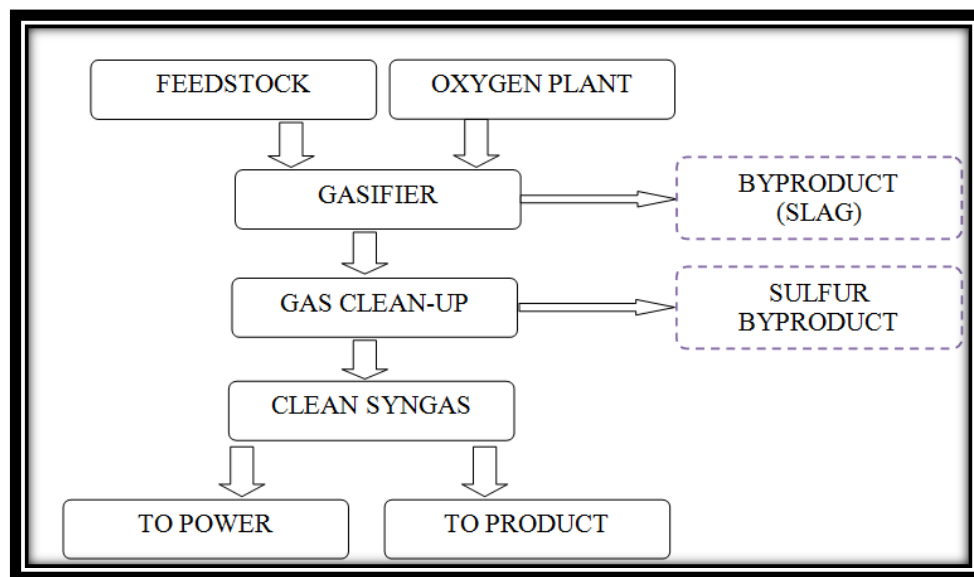 FEEDSTOCK
OXYGEN PLANT
GASIFIER
BYPRODUCT
(SLAG)
GAS CLEAN-UP
SULFUR
BYPRODUCT
CLEAN SYNGAS
TO POWER
TO PRODUCT